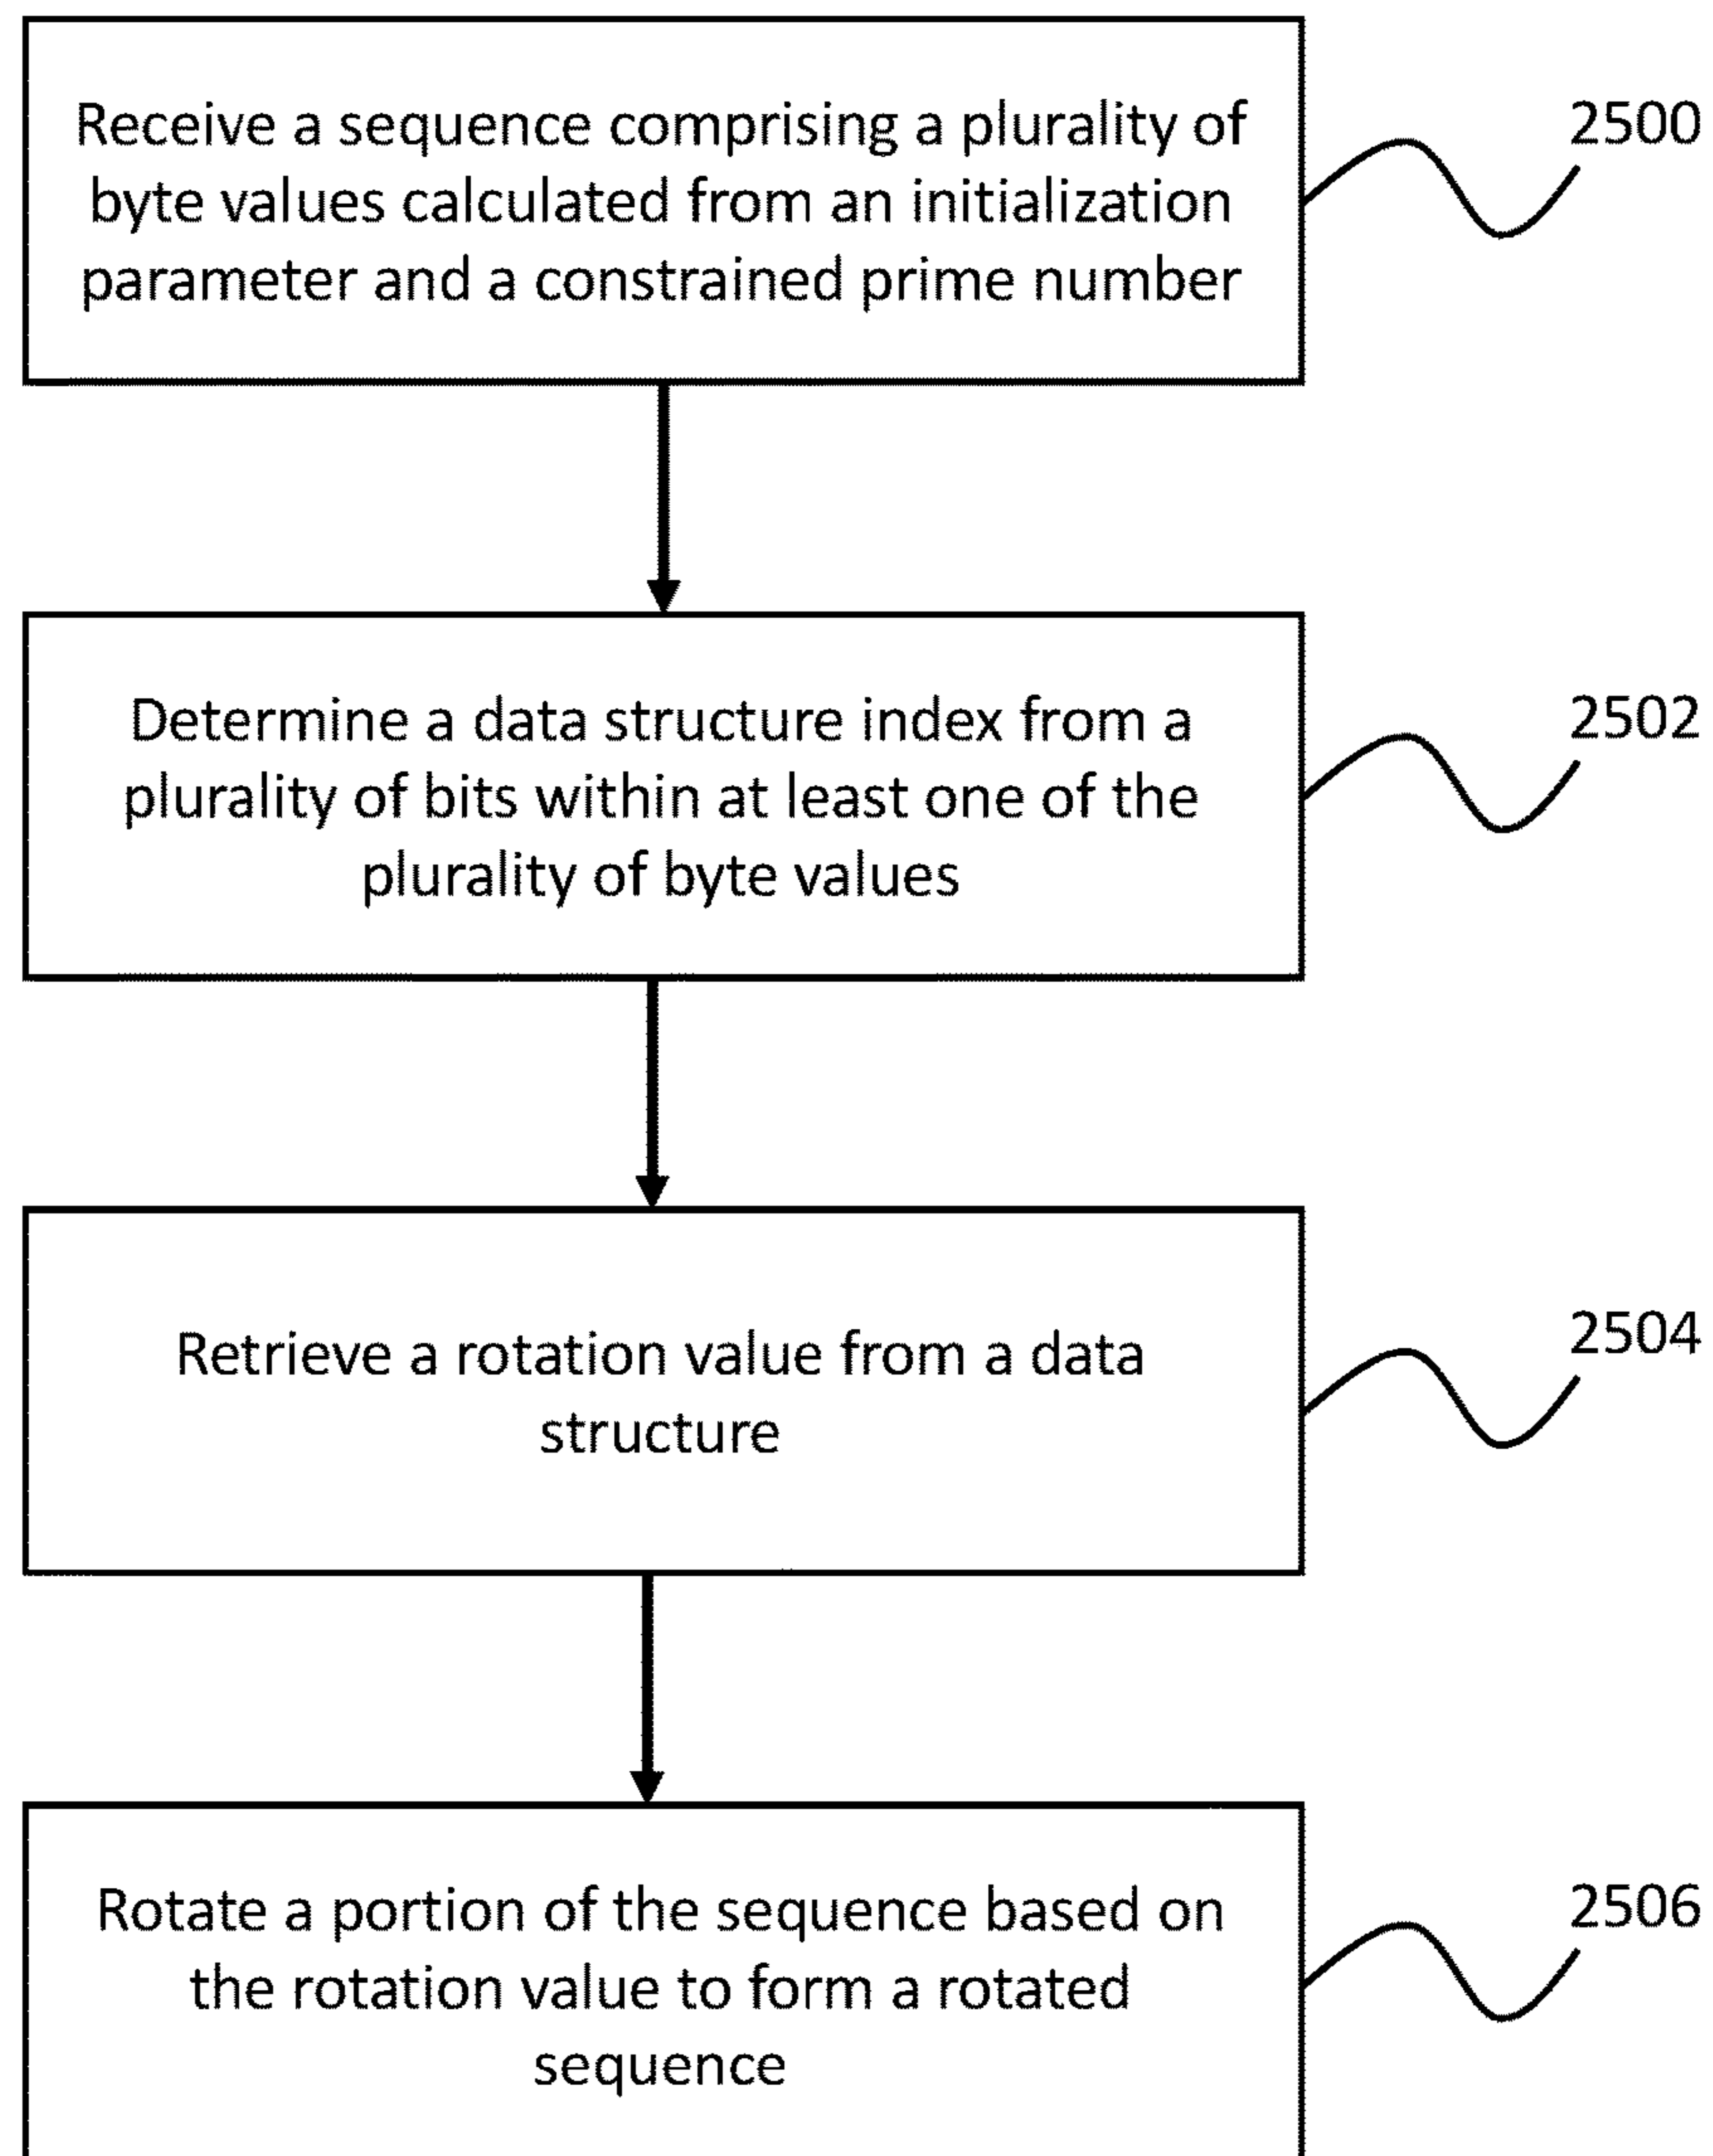 Receive a sequence comprising a plurality of
byte values calculated from an initialization
parameter and a constrained prime number
2500
Determine a data structure index from a
plurality of bits within at least one of the
plurality of byte values
2502
Retrieve a rotation value from a data
structure
2504
Rotate a portion of the sequence based on
the rotation value to form a rotated
sequence
2506